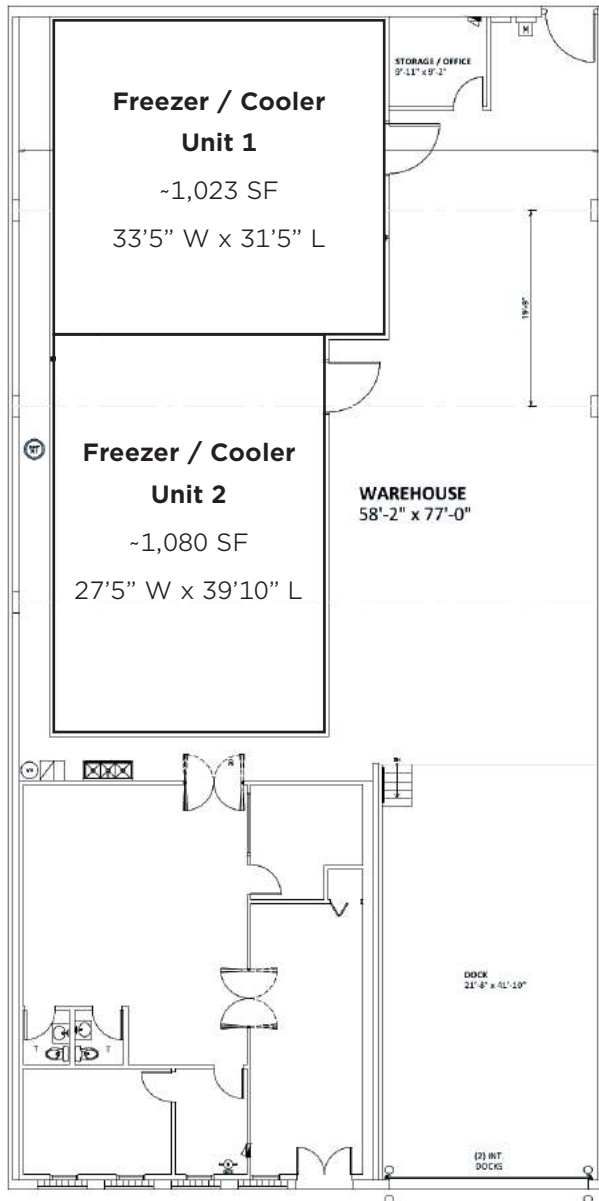 Freezer / Cooler
Unit 1
~1,023 SF
33'5” W x 31'5” L
STORAGE / OFFICE
9'-11" x 9'-2"
M
19'-9"
Freezer / Cooler
Unit 2
~1,080 SF
27'5” W x 39'10” L
WAREHOUSE
58'-2" x 77'-0"
DOCK
21'-8" x 41'-10"
T
T
(2) INT.
DOCKS